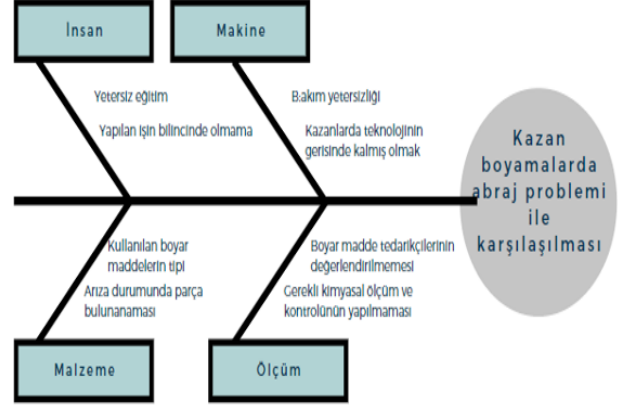 İnsan
Makine
Yetersiz eğitim
Yapılan işin bilincinde olmama
Bakım yetersizliği
Kazanlarda teknolojinin
gerisinde kalmış olmak
Kazan
boyamalarda
abraj problemi
ile
karşılaşılması
Kullanılan boyar
maddelerin tipi
Arıza durumunda parça
bulunanaması
Boyar madde tedarikçilerinin
değerlendirilmemesi
Gerekli kimyasal ölçüm ve
kontrolünün yapılmaması
Malzeme
Ölçüm